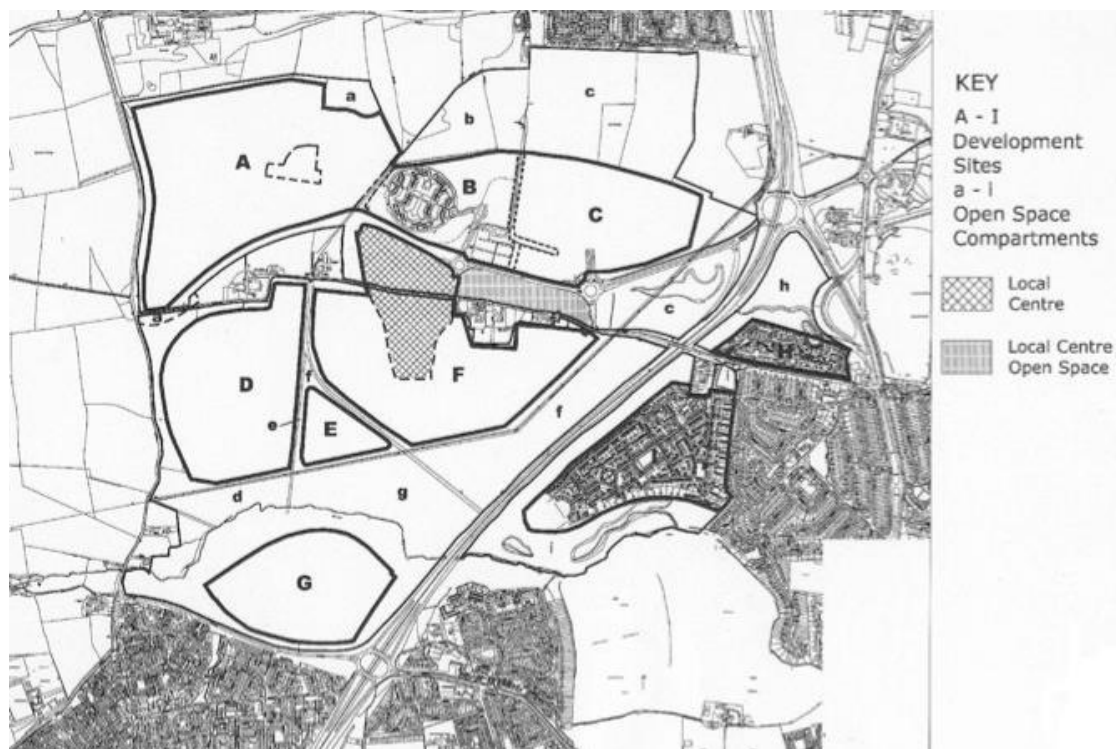 a
c
b
A
B
C
h
c
a
H
D
f
F
e
E
f
d
g
i
G
KEY
A - I
Development
Sites
a - i
Open Space
Compartments
Local
Centre
Local Centre
Open Space